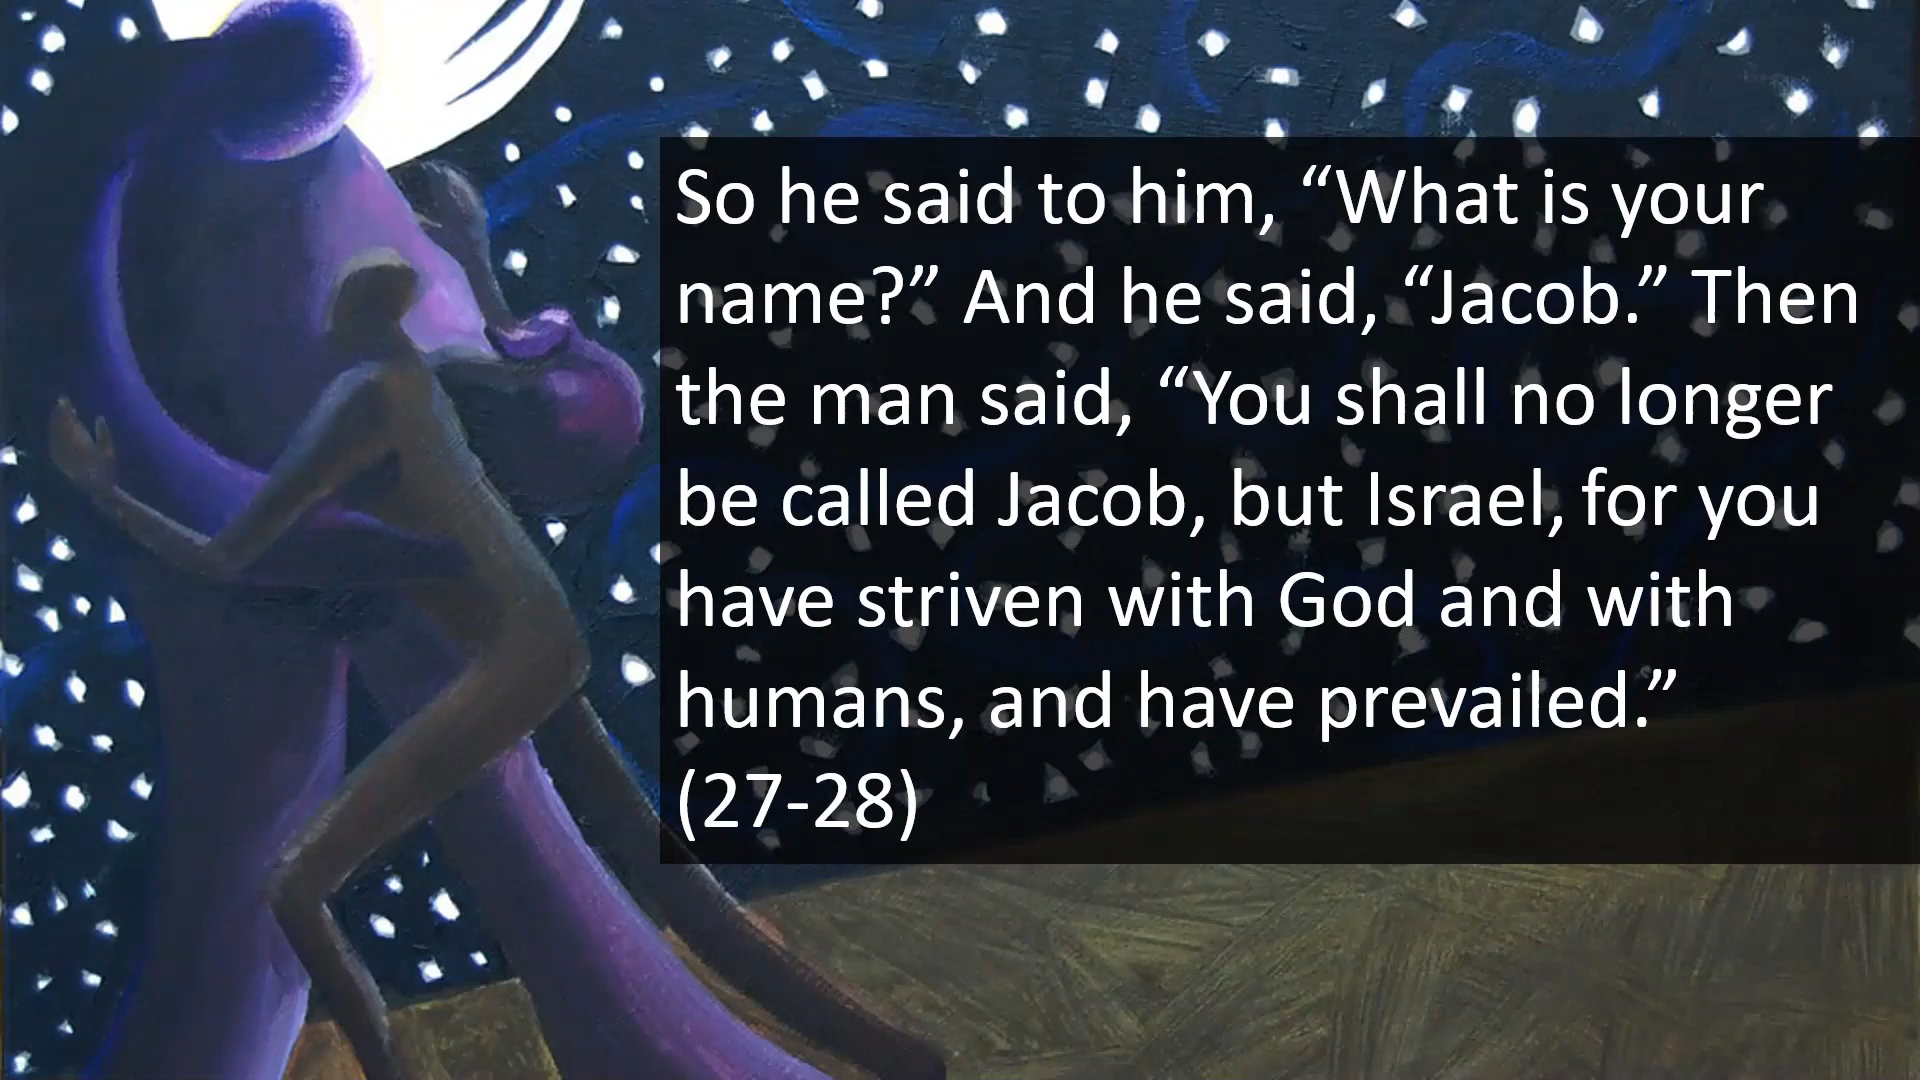 So he said to him, “What is your
name?” And he said, “Jacob.” Then
the man said, “You shall no longer
be called Jacob, but Israel, for you
have striven with God and with
humans, and have prevailed.”
(27-28)